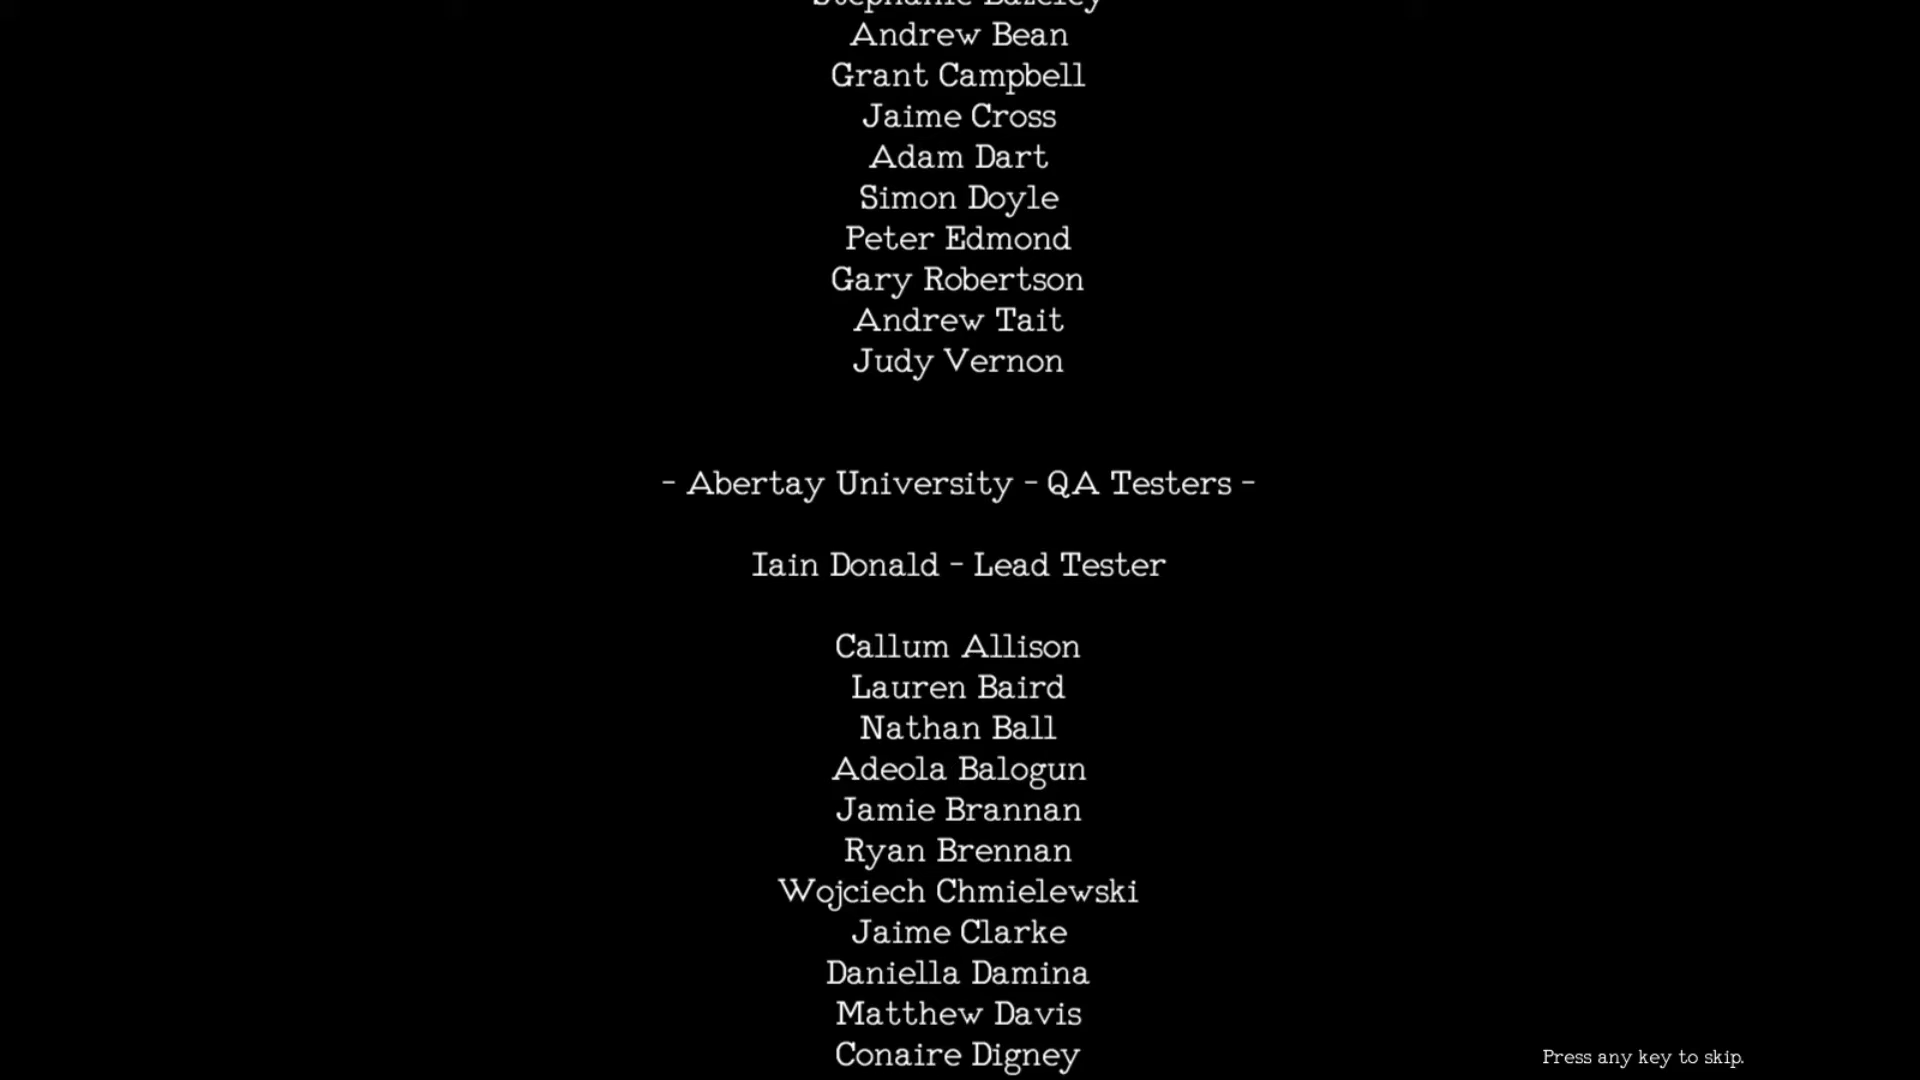 Andrew Bean
Grant Campbell
Jaime Cross
Adam Dart
Simon Doyle
Peter Edmond
Gary Robertson
Andrew Tait
Judy Vernon
- Abertay University - QA Testers -
Iain Donald - Lead Tester
Callum Allison
Lauren Baird
Nathan Ball
Adeola Balogun
Jamie Brannan
Ryan Brennan
Wojciech Chmielewski
Jaime Clarke
Daniella Damina
Matthew Davis
Conaire Digney
Press any key to skip.